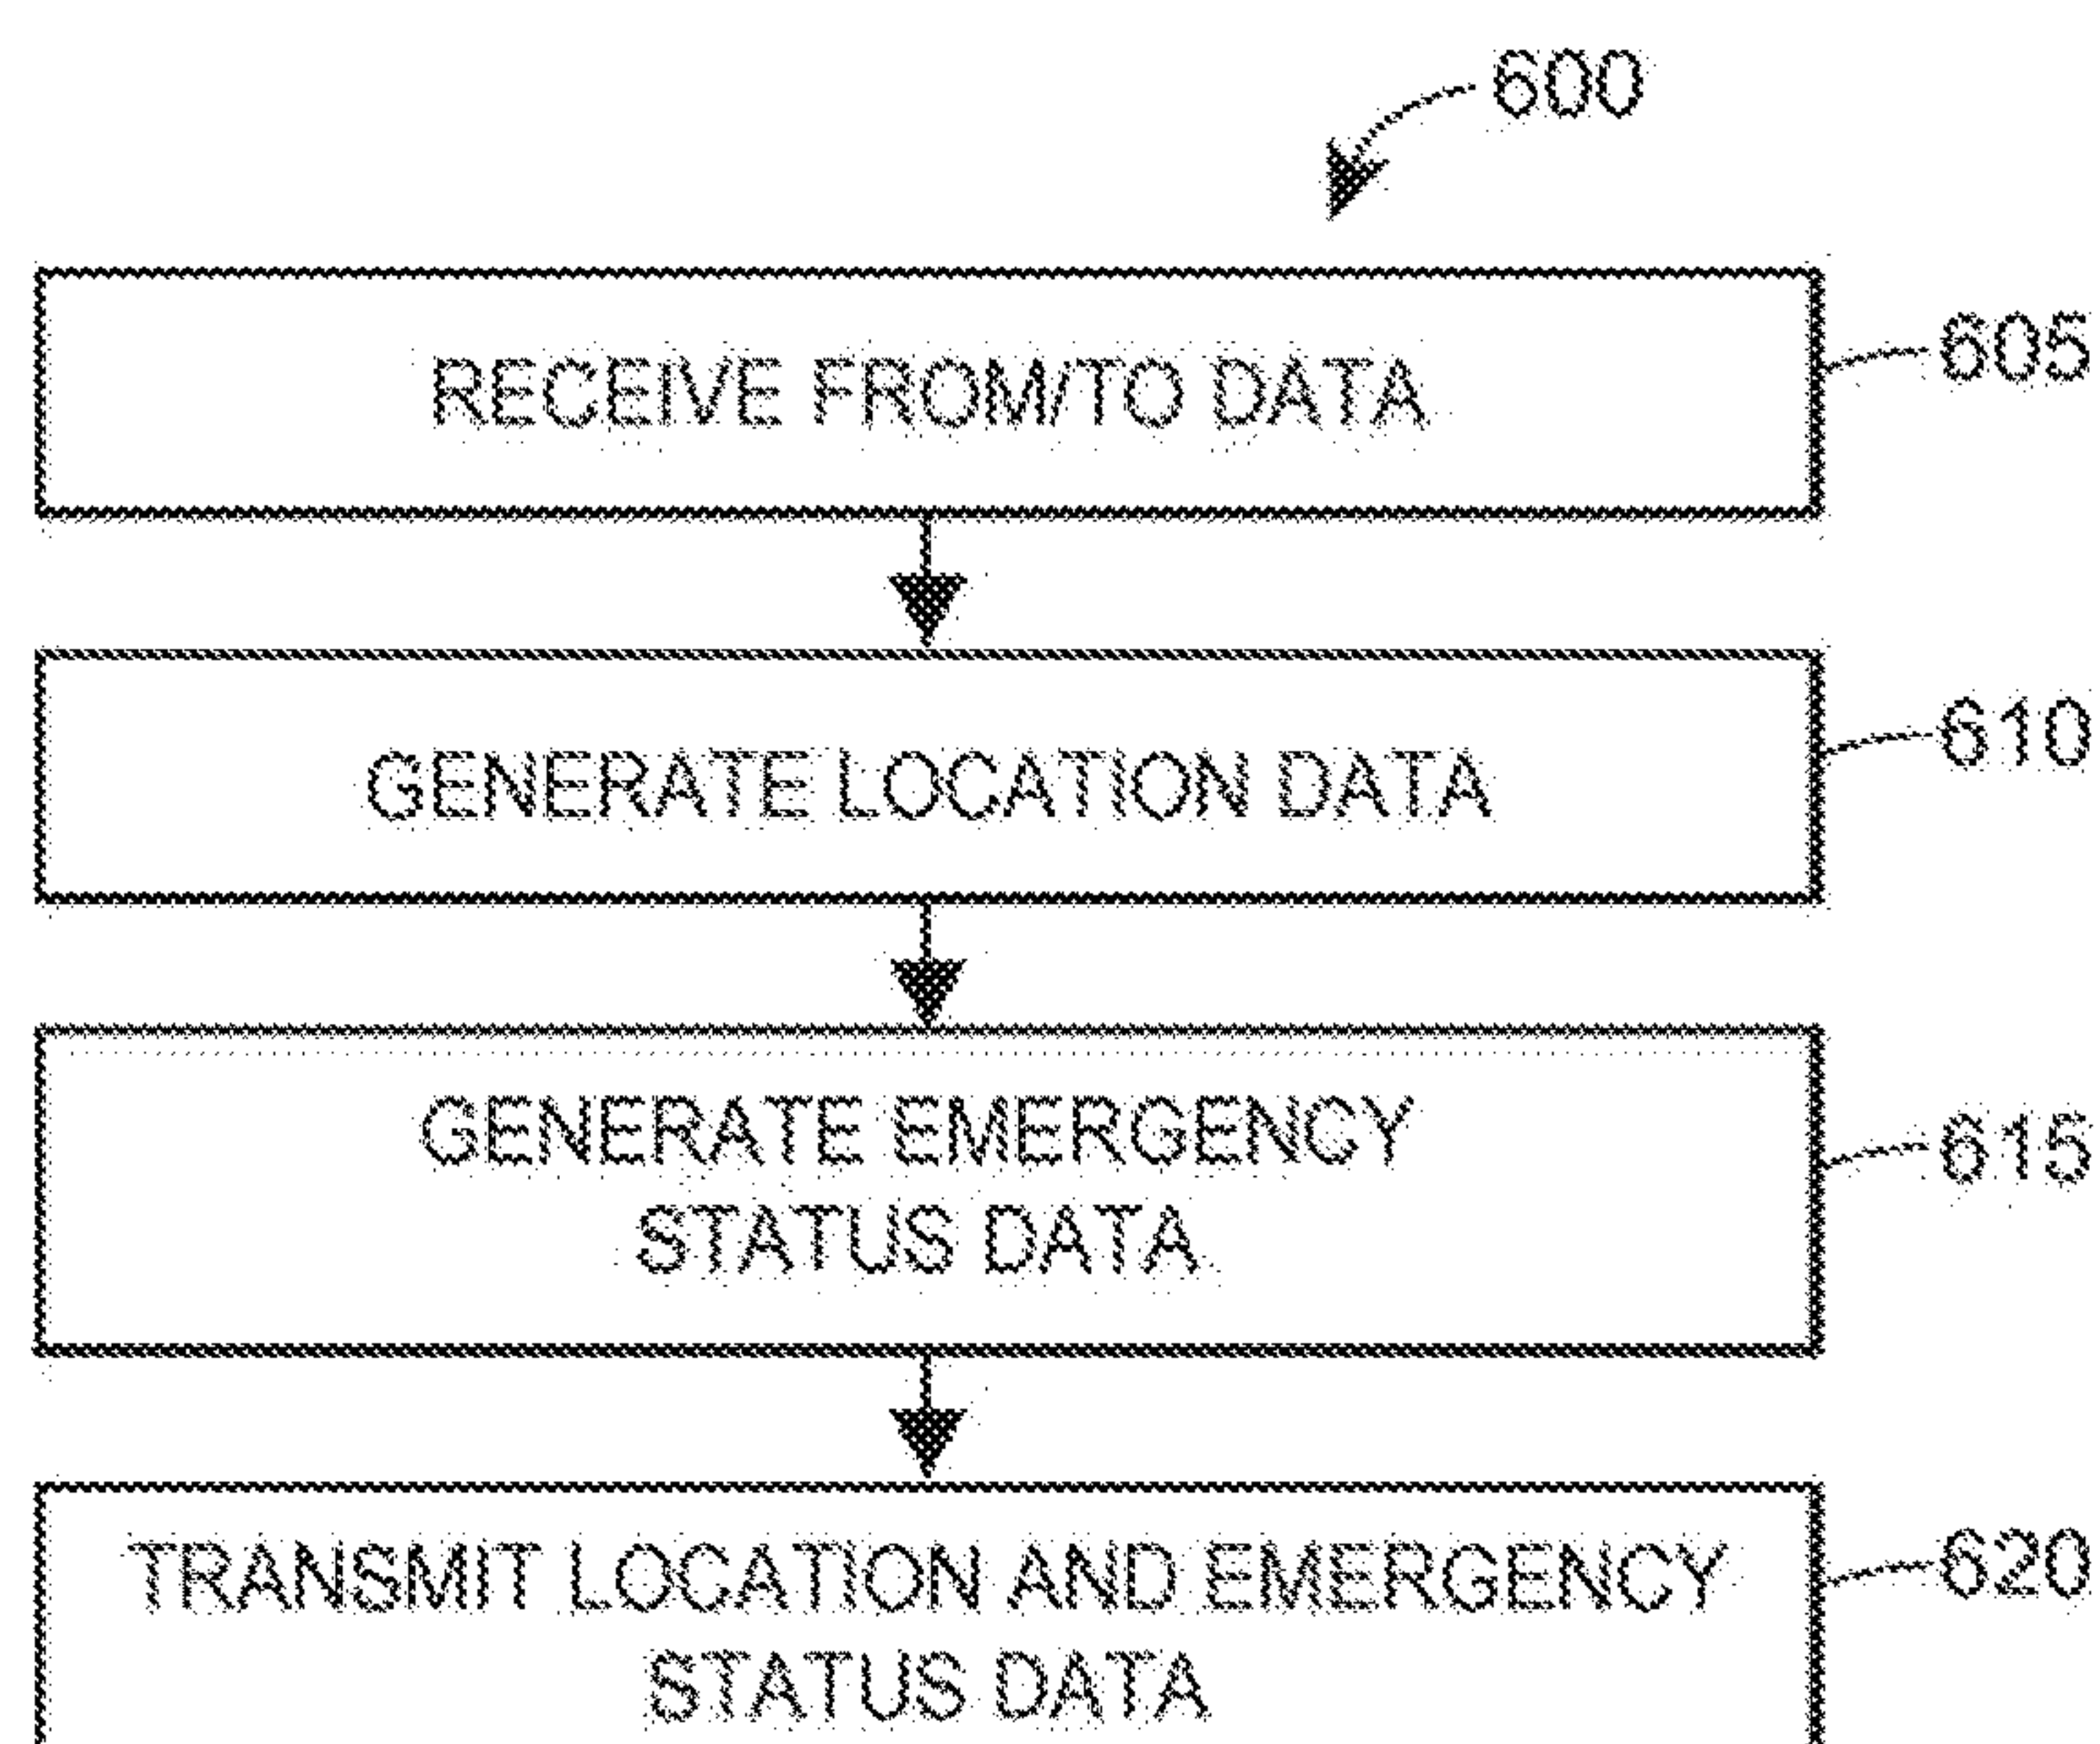 600
RECEIVE FROM/TO DATA
605
GENERATE LOCATION DATA
610
GENERATE EMERGENCY
STATUS DATA
615
TRANSMIT LOCATION AND EMERGENCY
STATUS DATA
620